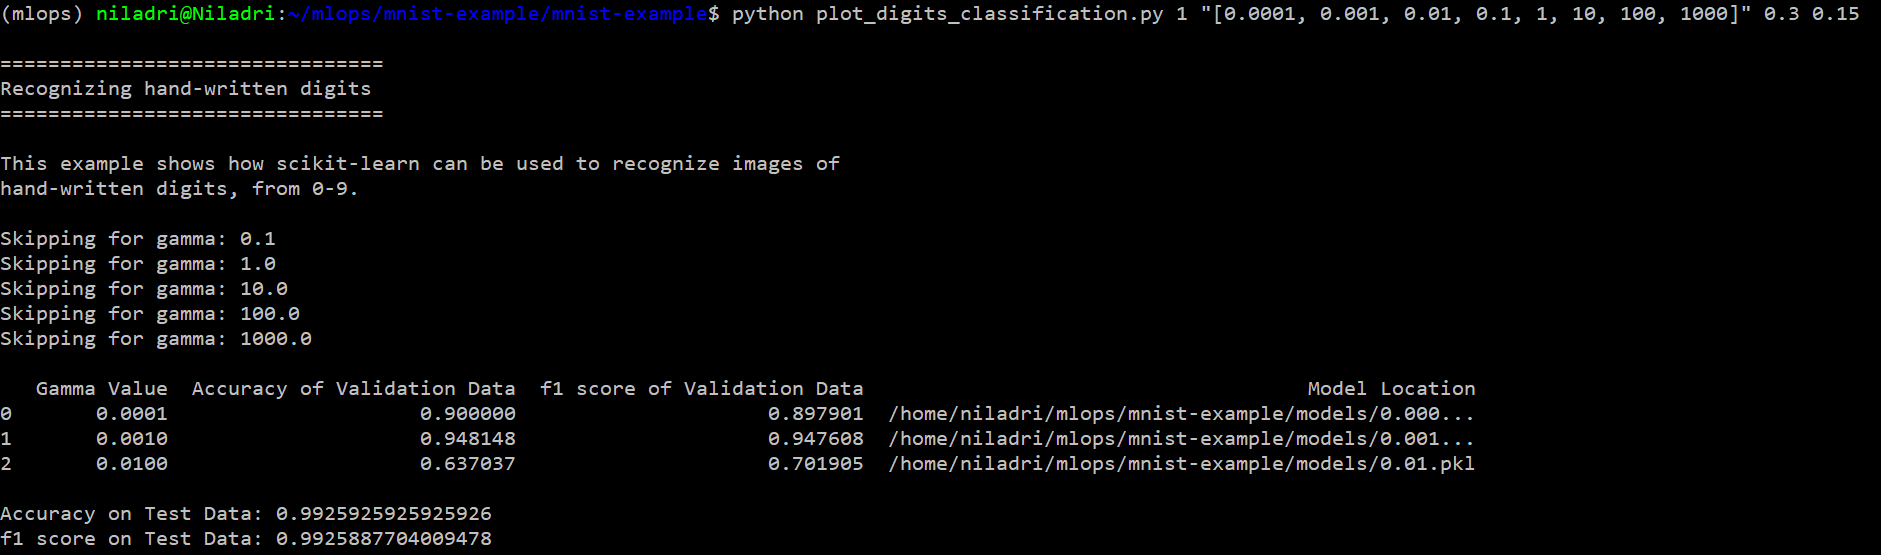 (mlops) niladri@Niladri:~/mlops/mnist-example/mnist-example$ python plot_digits_classification.py 1 "[0.0001, 0.001, 0.01, 0.1, 1, 10, 100, 1000]" 0.3 0.15
================================
Recognizing hand-written digits
================================
This example shows how scikit-learn can be used to recognize images of
hand-written digits, from 0-9.
Skipping for gamma: 0.1
Skipping for gamma: 1.0
Skipping for gamma: 10.0
Skipping for gamma: 100.0
Skipping for gamma: 1000.0
   Gamma Value  Accuracy of Validation Data  f1 score of Validation Data                                     Model Location
0       0.0001                     0.900000                     0.897901  /home/niladri/mlops/mnist-example/models/0.000...
1       0.0010                     0.948148                     0.947608  /home/niladri/mlops/mnist-example/models/0.001...
2       0.0100                     0.637037                     0.701905  /home/niladri/mlops/mnist-example/models/0.01.pkl
Accuracy on Test Data: 0.9925925925925926
f1 score on Test Data: 0.9925887704009478